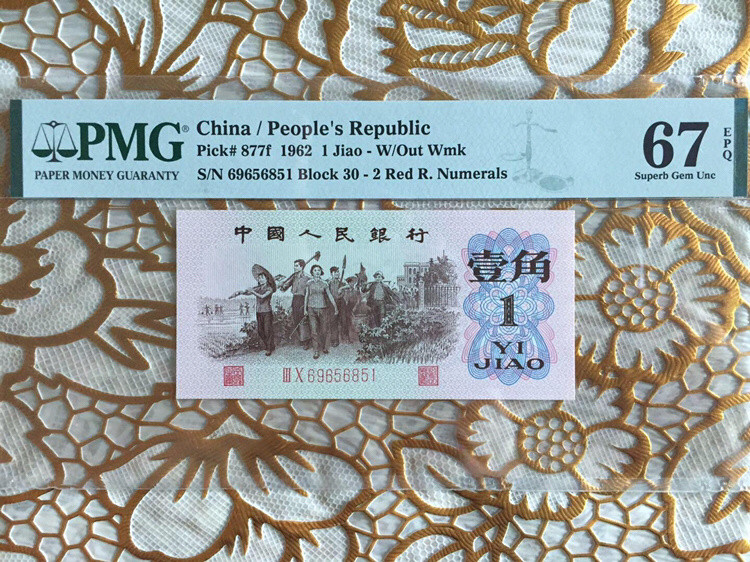 PMG®
PAPER MONEY GUARANTY
China / People's Republic
Pick# 877f 1962 1 Jiao - W/Out Wmk
S/N 69656851 Block 30 - 2 Red R. Numerals
67 EPQ
Superb Gem Unc
中國人民銀行
壹角
1
YI
JIAO
III X 69656851